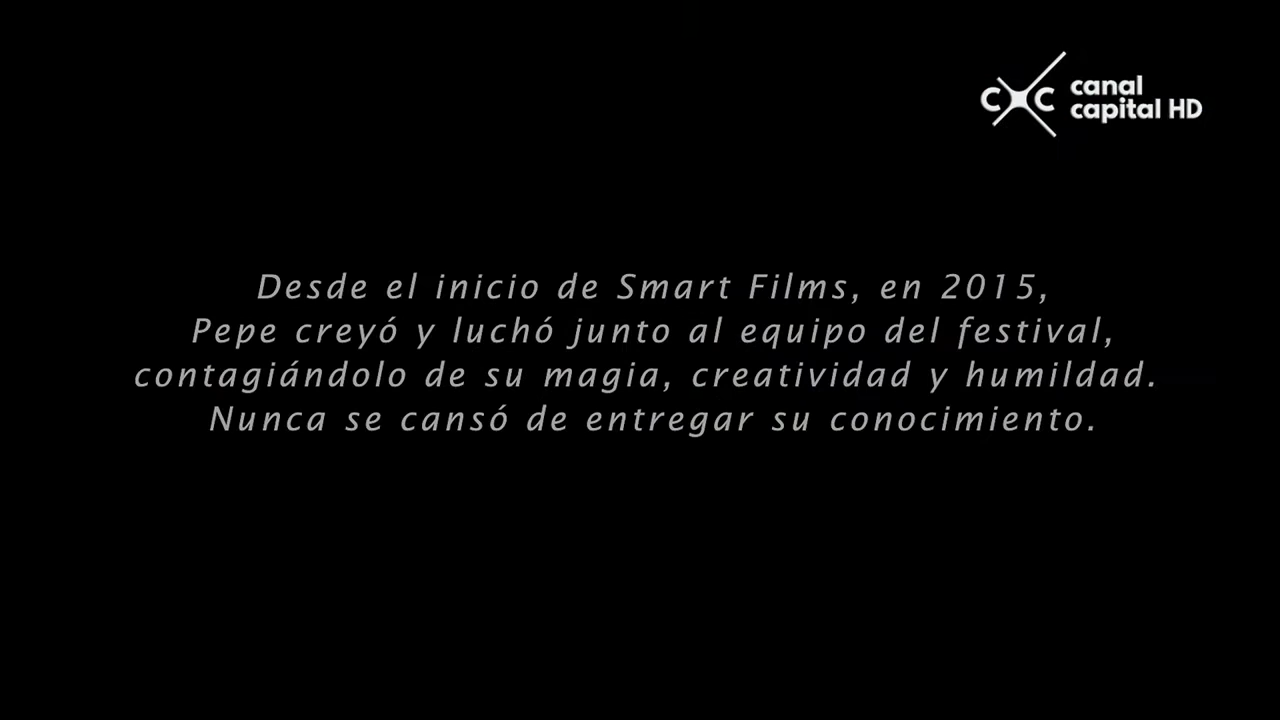 canal
capital HD
Desde el inicio de Smart Films, en 2015,
Pepe creyó y luchó junto al equipo del festival,
contagiándolo de su magia, creatividad y humildad.
Nunca se cansó de entregar su conocimiento.